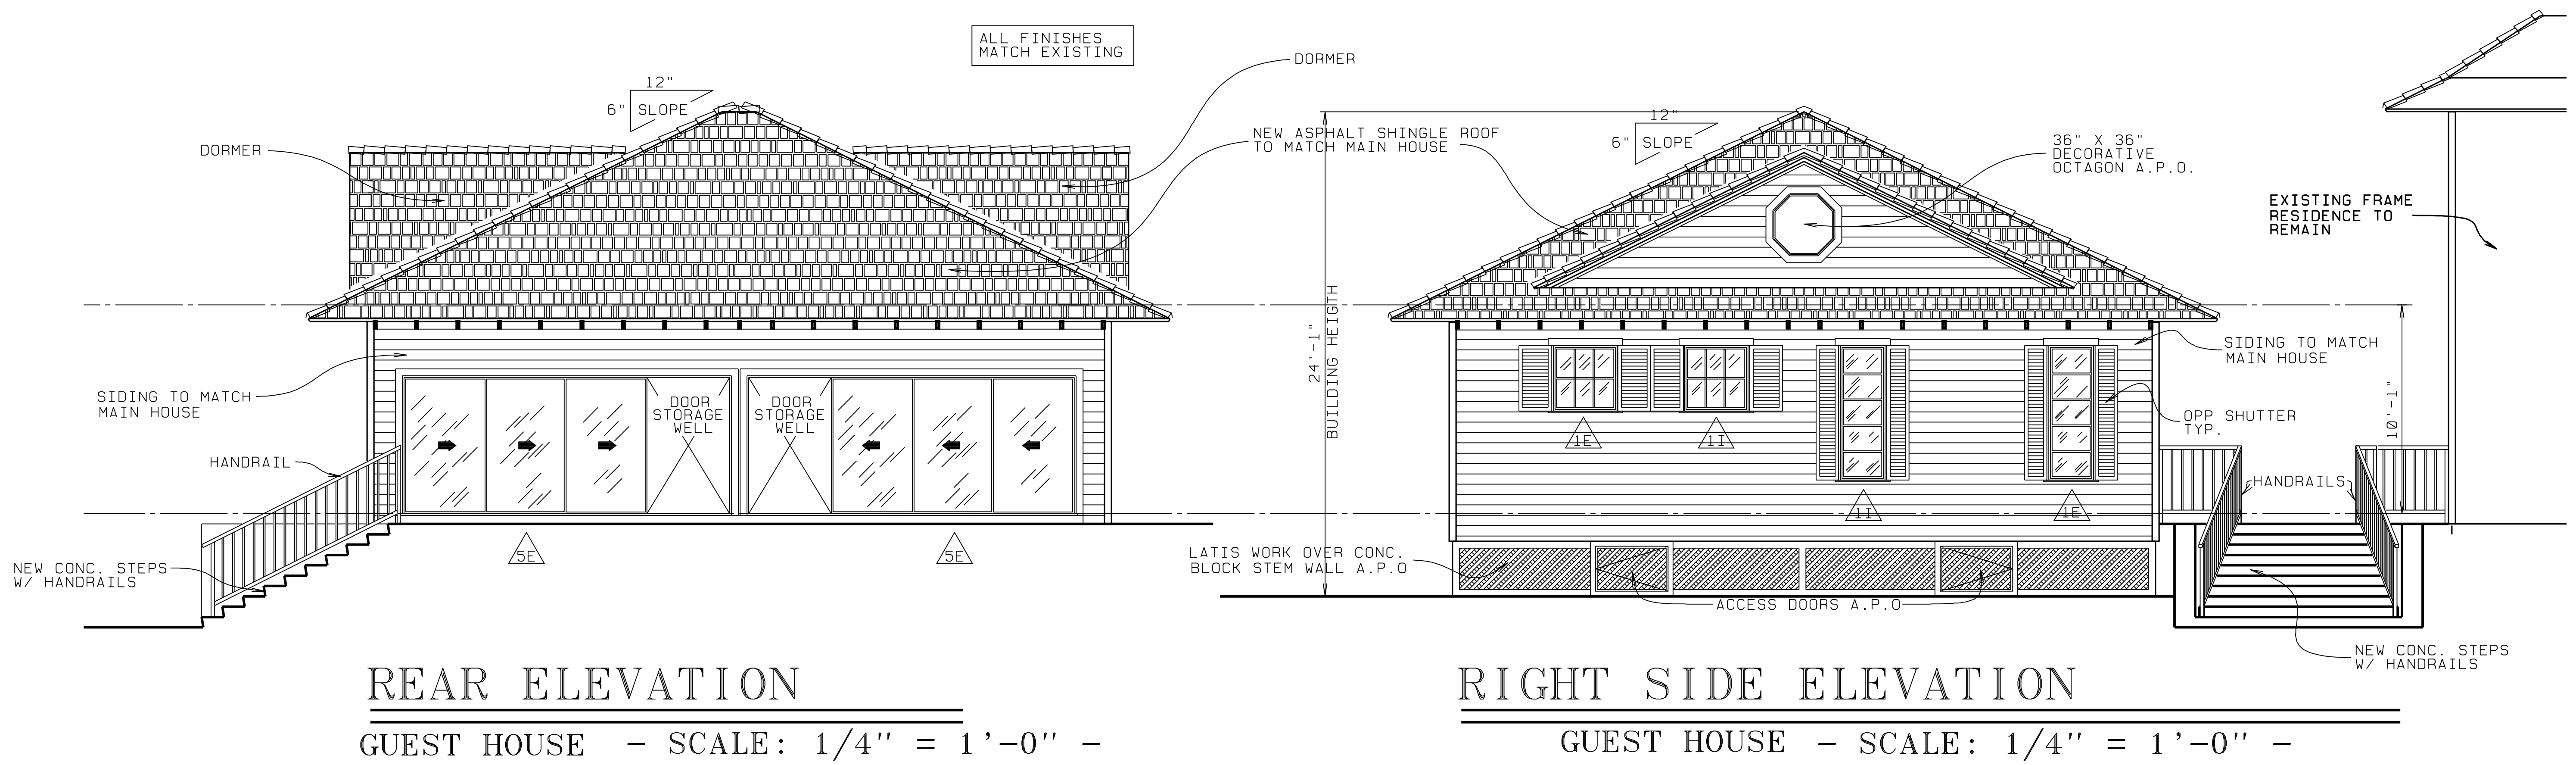 ALL FINISHES
MATCH EXISTING
DORMER
12"
6" SLOPE
DORMER
NEW ASPHALT SHINGLE ROOF
TO MATCH MAIN HOUSE
SIDING TO MATCH
MAIN HOUSE
DOOR
STORAGE
WELL
DOOR
STORAGE
WELL
HANDRAIL
5E
5E
NEW CONC. STEPS
W/ HANDRAILS
REAR ELEVATION
GUEST HOUSE - SCALE: 1/4" = 1'-0" -
12"
6" SLOPE
36" X 36"
DECORATIVE
OCTAGON A.P.O.
EXISTING FRAME
RESIDENCE TO
REMAIN
24'-1"
BUILDING HEIGTH
SIDING TO MATCH
MAIN HOUSE
10'-1"
OPP SHUTTER
TYP.
1E
1I
1I
1E
HANDRAILS
LATIS WORK OVER CONC.
BLOCK STEM WALL A.P.O
ACCESS DOORS A.P.O
NEW CONC. STEPS
W/ HANDRAILS
RIGHT SIDE ELEVATION
GUEST HOUSE - SCALE: 1/4" = 1'-0" -